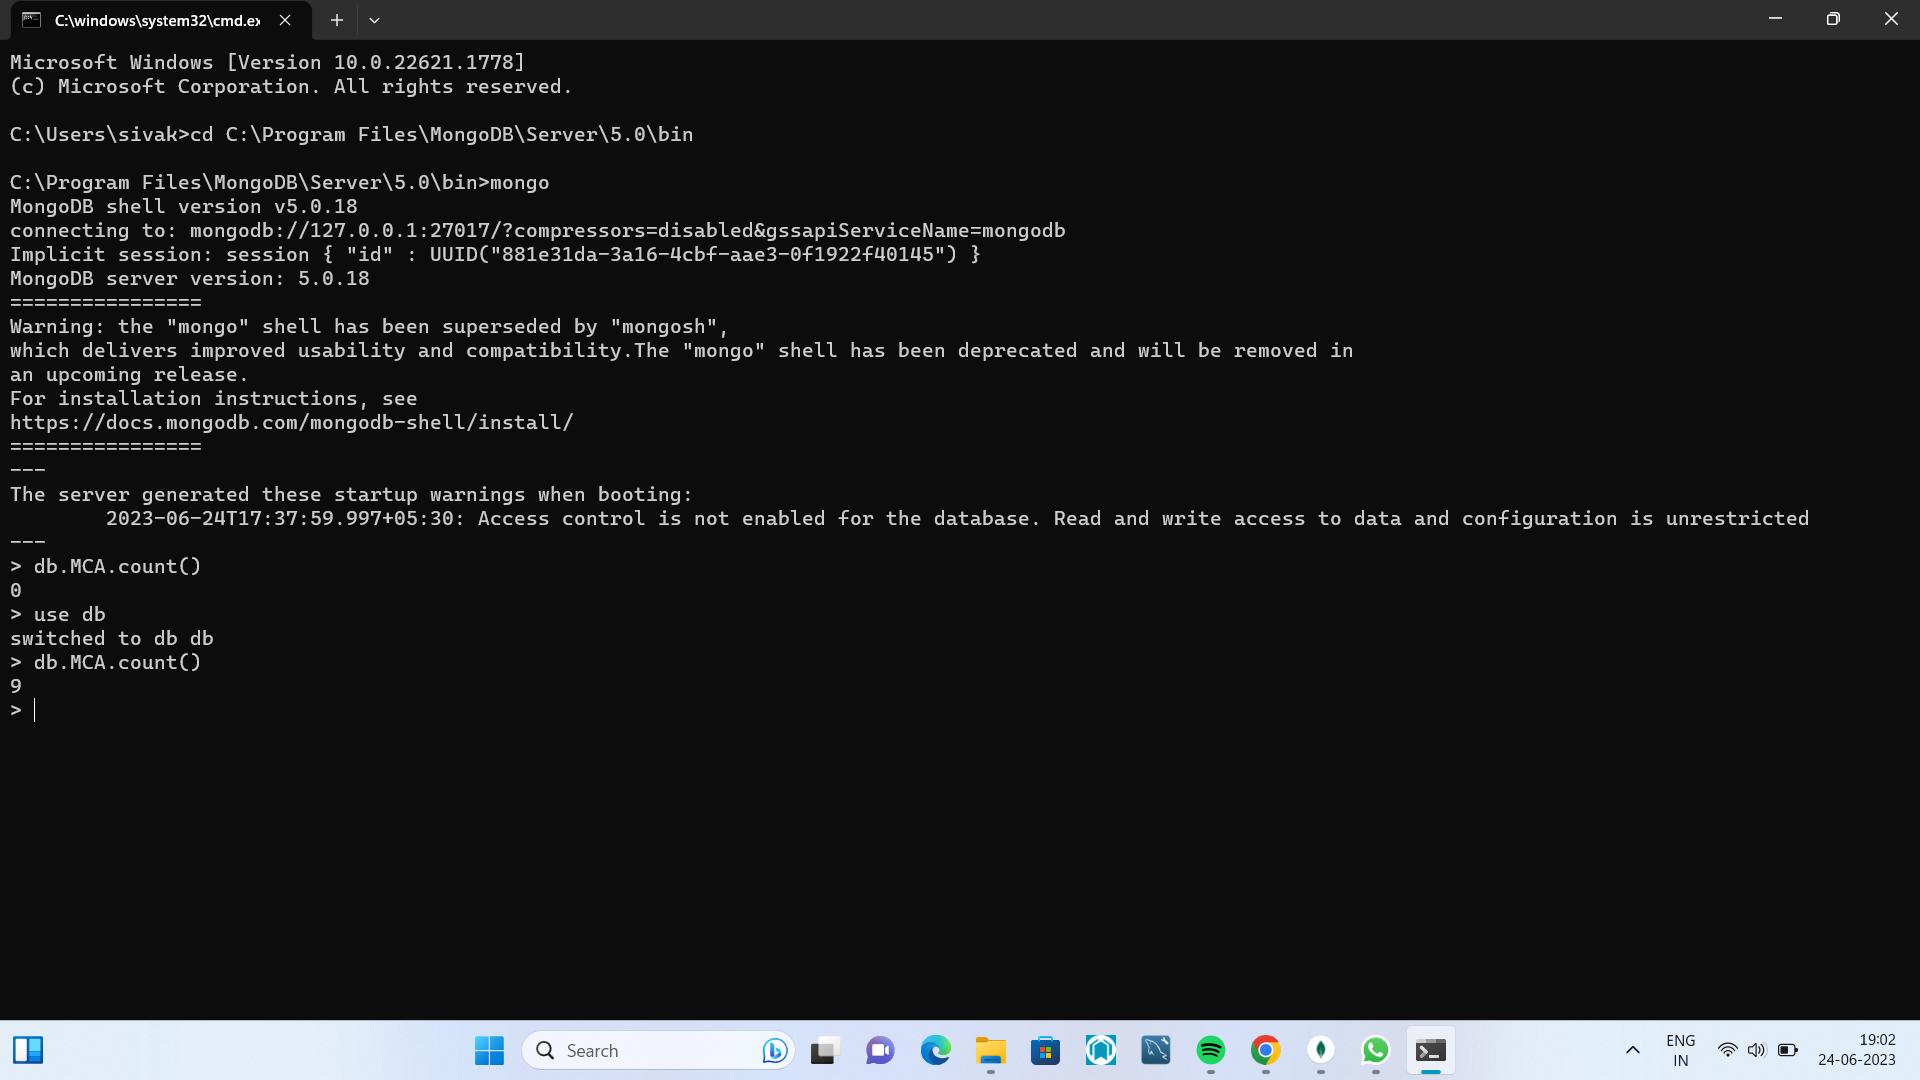 C:\windows\system32\cmd.ex
Microsoft Windows [Version 10.0.22621.1778]
(c) Microsoft Corporation. All rights reserved.
C:\Users\sivak>cd C:\Program Files\MongoDB\Server\5.0\bin
C:\Program Files\MongoDB\Server\5.0\bin>mongo
MongoDB shell version v5.0.18
connecting to: mongodb://127.0.0.1:27017/?compressors=disabled&gssapiServiceName=mongodb
Implicit session: session { "id" : UUID("881e31da-3a16-4cbf-aae3-0f1922f40145") }
MongoDB server version: 5.0.18
================
Warning: the "mongo" shell has been superseded by "mongosh",
which delivers improved usability and compatibility.The "mongo" shell has been deprecated and will be removed in
an upcoming release.
For installation instructions, see
https://docs.mongodb.com/mongodb-shell/install/
================
---
The server generated these startup warnings when booting:
        2023-06-24T17:37:59.997+05:30: Access control is not enabled for the database. Read and write access to data and configuration is unrestricted
---
> db.MCA.count()
0
> use db
switched to db db
> db.MCA.count()
9
>
Search
ENG
IN
19:02
24-06-2023